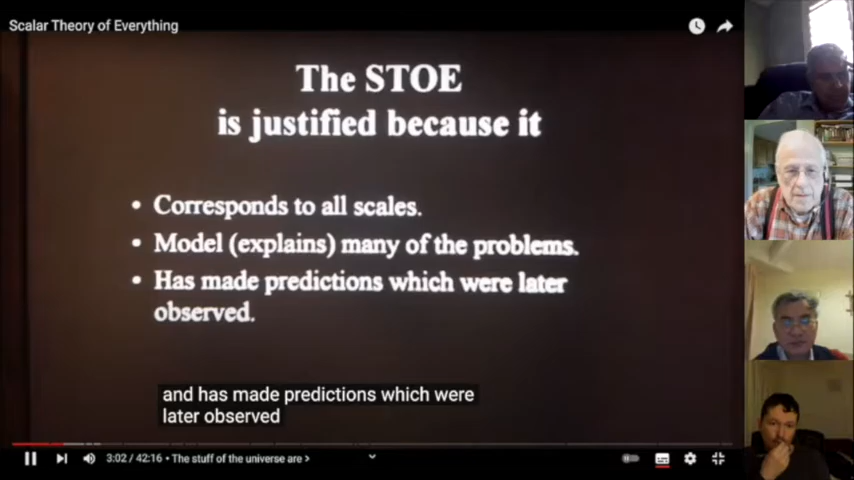 Scalar Theory of Everything
The STOE
is justified because it
• Corresponds to all scales.
• Model (explains) many of the problems.
• Has made predictions which were later
observed.
and has made predictions which were
later observed
3:02 / 42:16 • The stuff of the universe are >